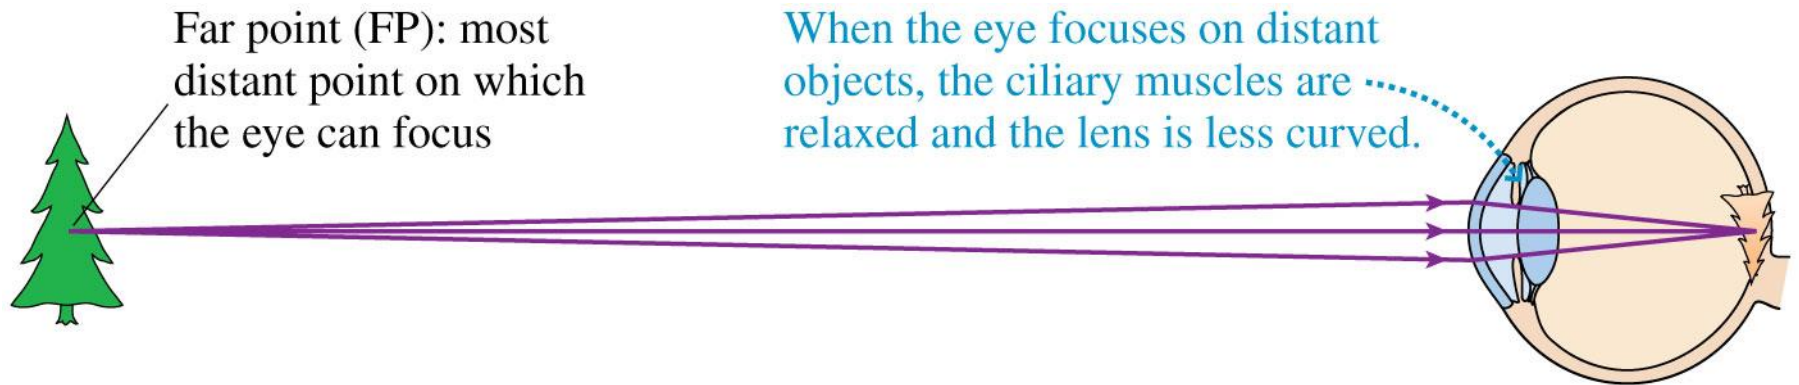 Far point (FP): most
distant point on which
the eye can focus
When the eye focuses on distant
objects, the ciliary muscles are
relaxed and the lens is less curved.